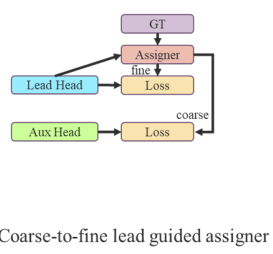 GT
Assigner
fine
Lead Head
Loss
coarse
Aux Head
Loss
Coarse-to-fine lead guided assigner